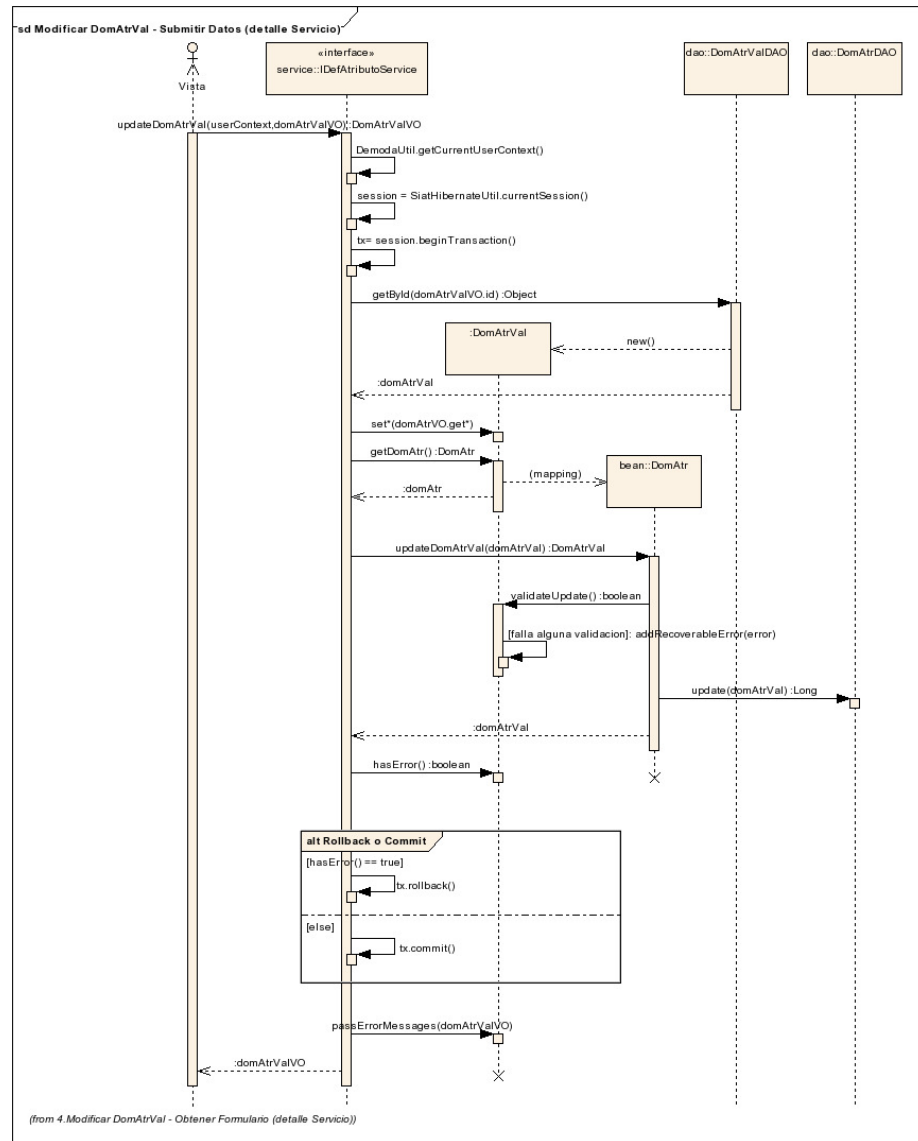 sd Modificar DomAtrVal - Submitir Datos (detalle Servicio)
«interface»
service::IDefAtributoService
dao::DomAtrValDAO
dao::DomAtrDAO
Vista
updateDomAtrVal(userContext,domAtrValVO) :DomAtrValVO
DemodaUtil.getCurrentUserContext()
session = SiatHibernateUtil.currentSession()
tx= session.beginTransaction()
getById(domAtrValVO.id) :Object
:DomAtrVal
new()
:domAtrVal
set*(domAtrVO.get*)
getDomAtr() :DomAtr
bean::DomAtr
(mapping)
:domAtr
updateDomAtrVal(domAtrVal) :DomAtrVal
validateUpdate() :boolean
[falla alguna validacion]: addRecoverableError(error)
update(domAtrVal) :Long
:domAtrVal
hasError() :boolean
alt Rollback o Commit
[hasError() == true]
tx.rollback()
[else]
tx.commit()
passErrorMessages(domAtrValVO)
:domAtrValVO
(from 4.Modificar DomAtrVal - Obtener Formulario (detalle Servicio))